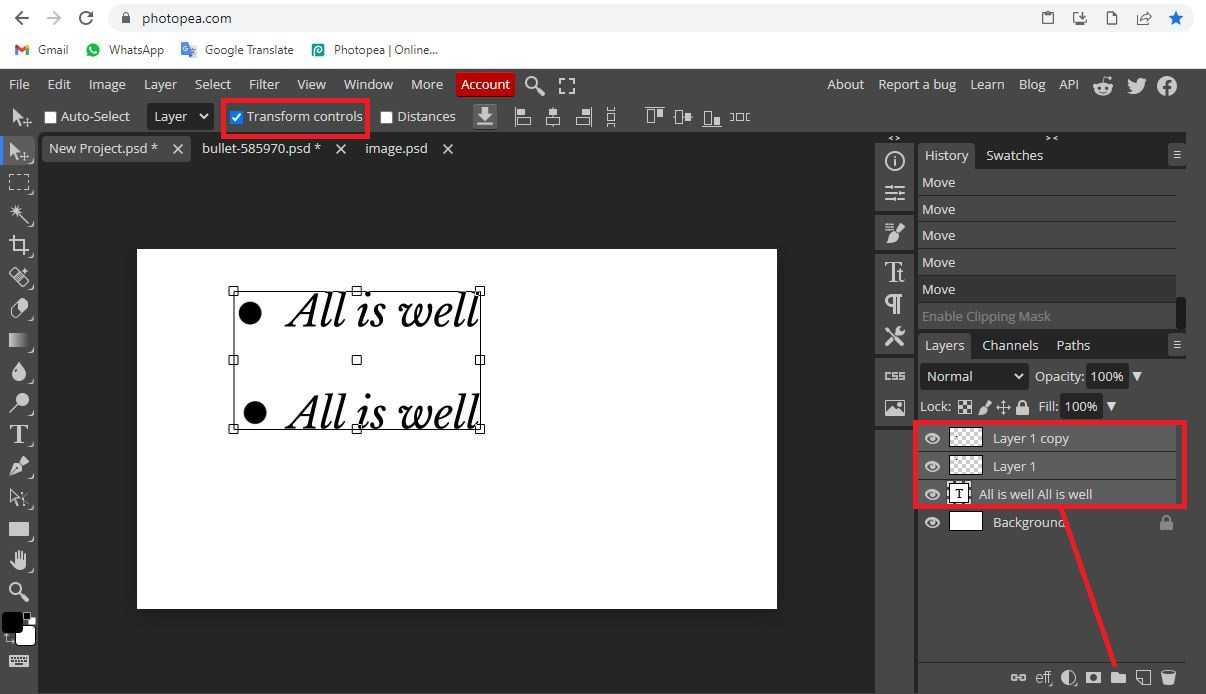 photopea.com
Gmail WhatsApp Google Translate Photopea | Online...
File Edit Image Layer Select Filter View Window More Account About Report a bug Learn Blog API
Auto-Select Layer Transform controls Distances
New Project.psd * bullet-585970.psd * image.psd
History Swatches
Move
Move
Move
Move
Move
Enable Clipping Mask
All is well
All is well
Layers Channels Paths
CSS
Normal Opacity: 100%
Lock: Fill: 100%
Layer 1 copy
Layer 1
T All is well All is well
Background
eff